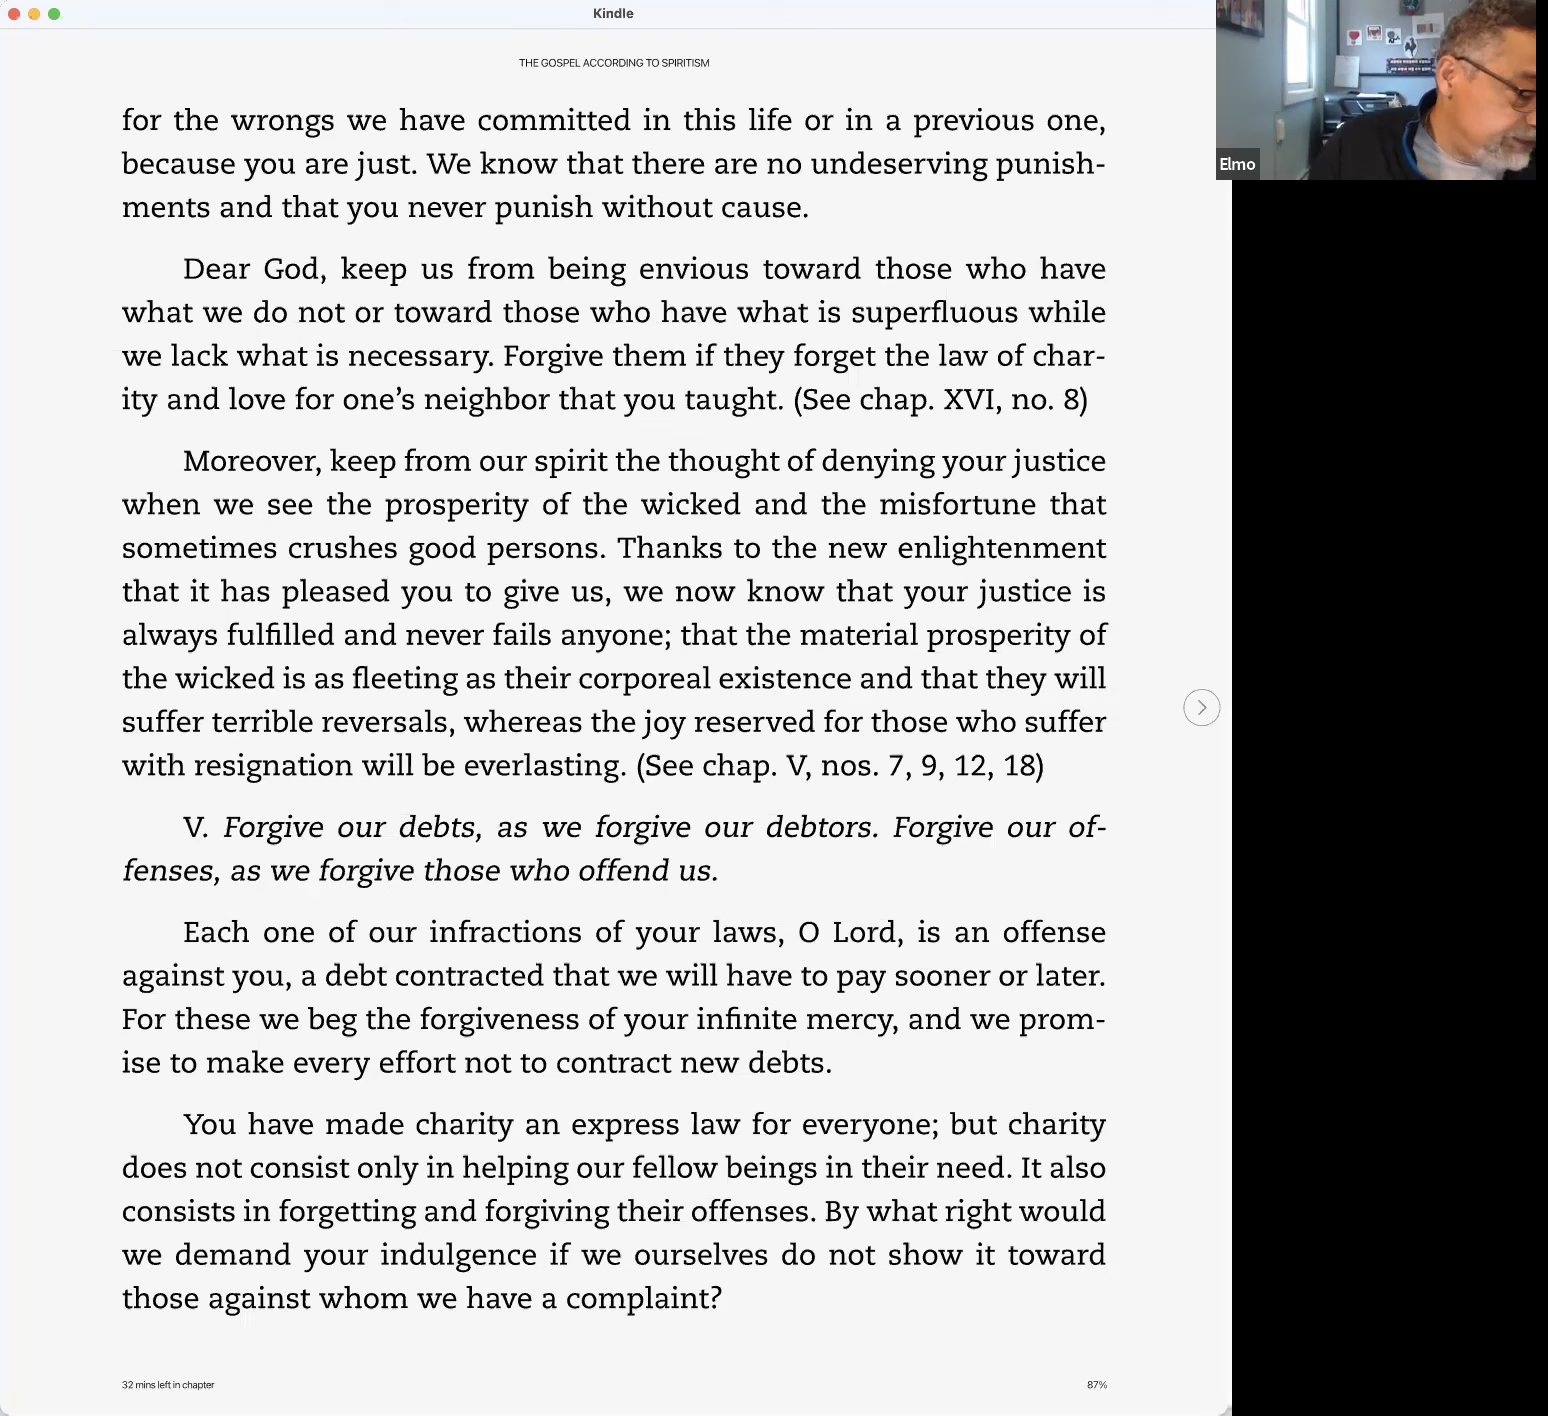 Kindle
THE GOSPEL ACCORDING TO SPIRITISM
for the wrongs we have committed in this life or in a previous one,
because you are just. We know that there are no undeserving punish-
ments and that you never punish without cause.
Dear God, keep us from being envious toward those who have
what we do not or toward those who have what is superfluous while
we lack what is necessary. Forgive them if they forget the law of char-
ity and love for one’s neighbor that you taught. (See chap. XVI, no. 8)
Moreover, keep from our spirit the thought of denying your justice
when we see the prosperity of the wicked and the misfortune that
sometimes crushes good persons. Thanks to the new enlightenment
that it has pleased you to give us, we now know that your justice is
always fulfilled and never fails anyone; that the material prosperity of
the wicked is as fleeting as their corporeal existence and that they will
suffer terrible reversals, whereas the joy reserved for those who suffer
with resignation will be everlasting. (See chap. V, nos. 7, 9, 12, 18)
V. Forgive our debts, as we forgive our debtors. Forgive our of-
fenses, as we forgive those who offend us.
Each one of our infractions of your laws, O Lord, is an offense
against you, a debt contracted that we will have to pay sooner or later.
For these we beg the forgiveness of your infinite mercy, and we prom-
ise to make every effort not to contract new debts.
You have made charity an express law for everyone; but charity
does not consist only in helping our fellow beings in their need. It also
consists in forgetting and forgiving their offenses. By what right would
we demand your indulgence if we ourselves do not show it toward
those against whom we have a complaint?
32 mins left in chapter
87%
Elmo